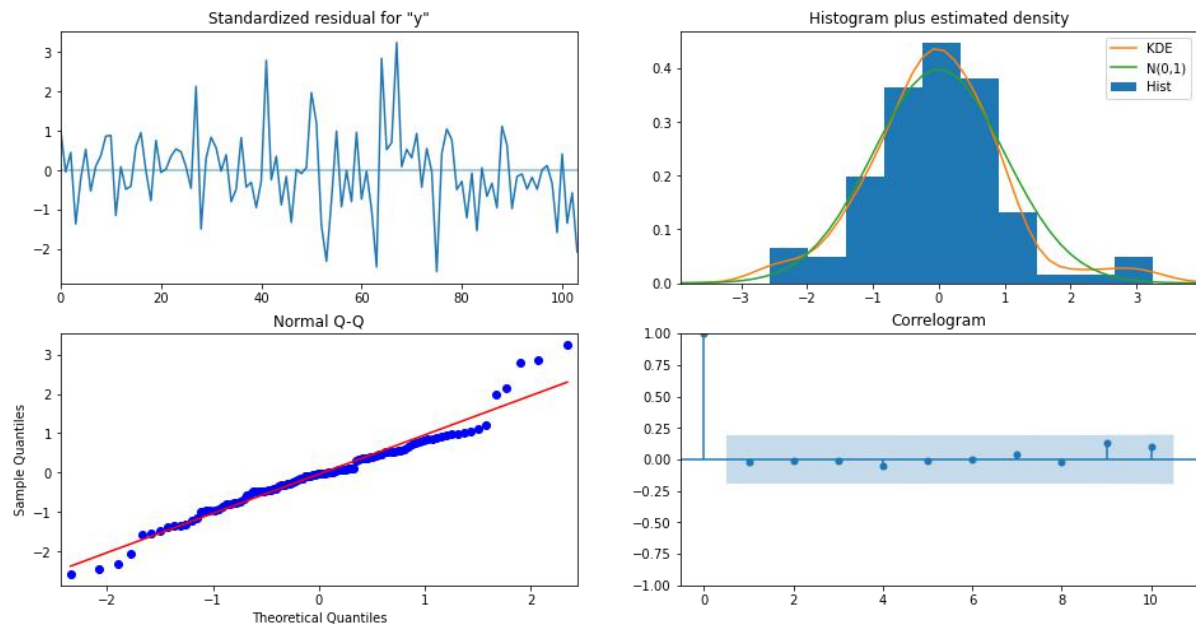 Standardized residual for "y"
3
2
1
0
−1
−2
0 20 40 60 80 100
Histogram plus estimated density
KDE
N(0,1)
Hist
0.4
0.3
0.2
0.1
0.0
−3 −2 −1 0 1 2 3
Normal Q-Q
Sample Quantiles
3
2
1
0
−1
−2
−2 −1 0 1 2
Theoretical Quantiles
Correlogram
1.00
0.75
0.50
0.25
0.00
−0.25
−0.50
−0.75
−1.00
0 2 4 6 8 10